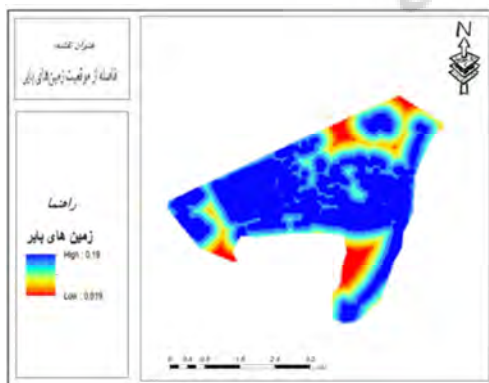 عنوان نقشه:
فاصله از موقعیت زمین‌های بایر
N
راهنما
زمین های بایر
High : 0.19
Low : 0.019